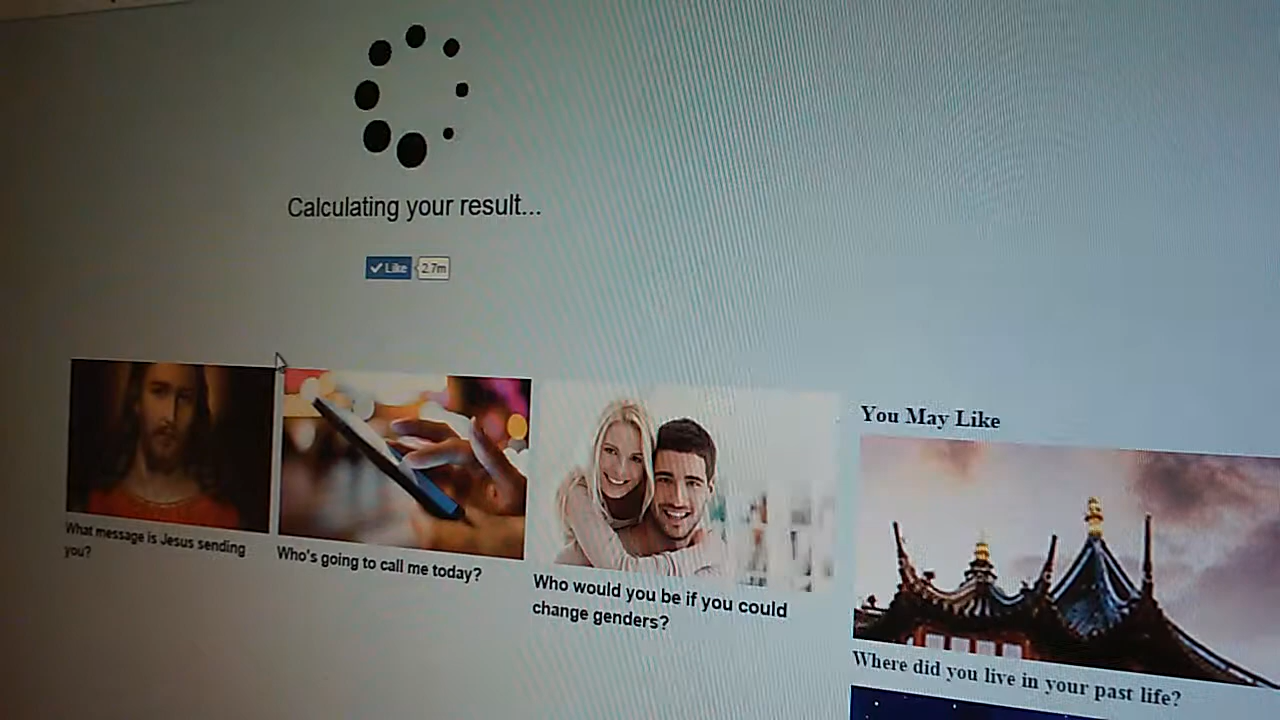 Calculating your result...
Like 2.7m
What message is Jesus sending
you?
Who's going to call me today?
Who would you be if you could
change genders?
You May Like
Where did you live in your past life?